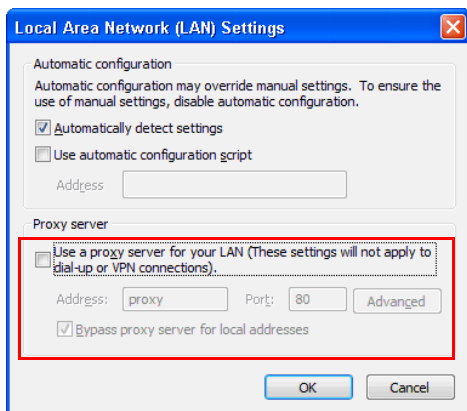 Local Area Network (LAN) Settings
Automatic configuration
Automatic configuration may override manual settings. To ensure the
use of manual settings, disable automatic configuration.
Automatically detect settings
Use automatic configuration script
Address
Proxy server
Use a proxy server for your LAN (These settings will not apply to
dial-up or VPN connections).
Address: proxy Port: 80 Advanced
Bypass proxy server for local addresses
OK Cancel